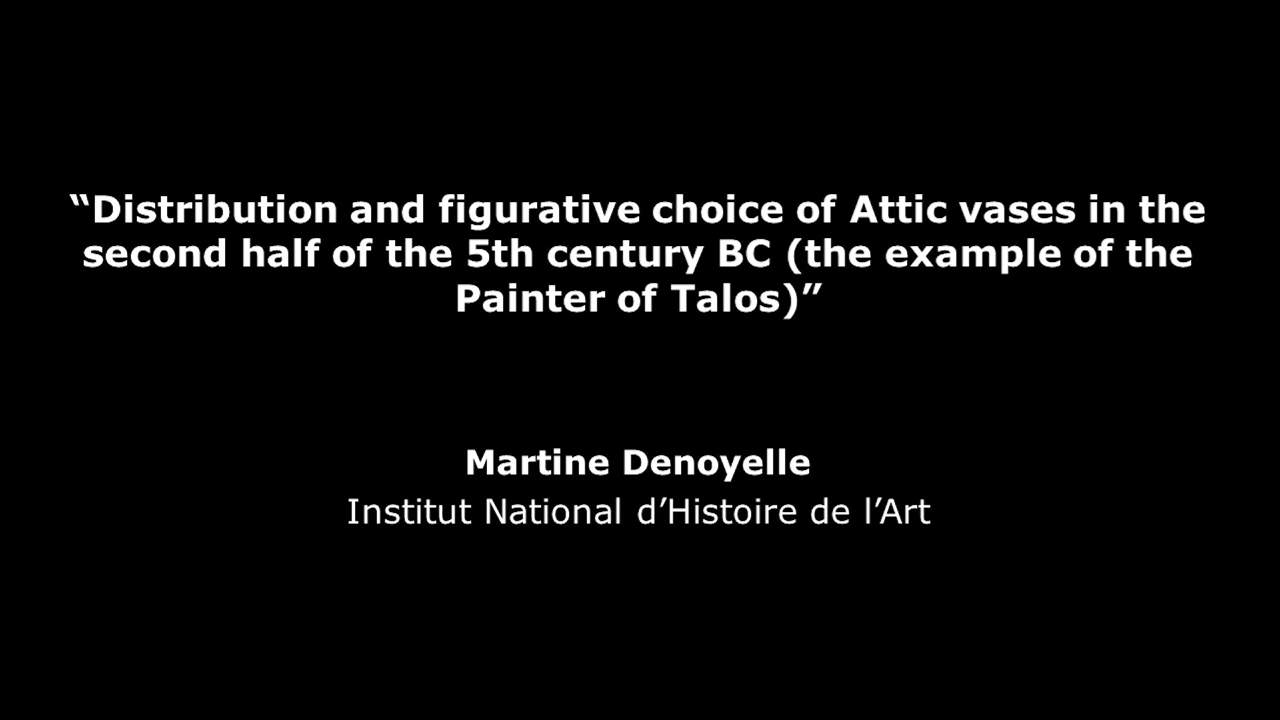 “Distribution and figurative choice of Attic vases in the
second half of the 5th century BC (the example of the
Painter of Talos)”
Martine Denoyelle
Institut National d’Histoire de l’Art